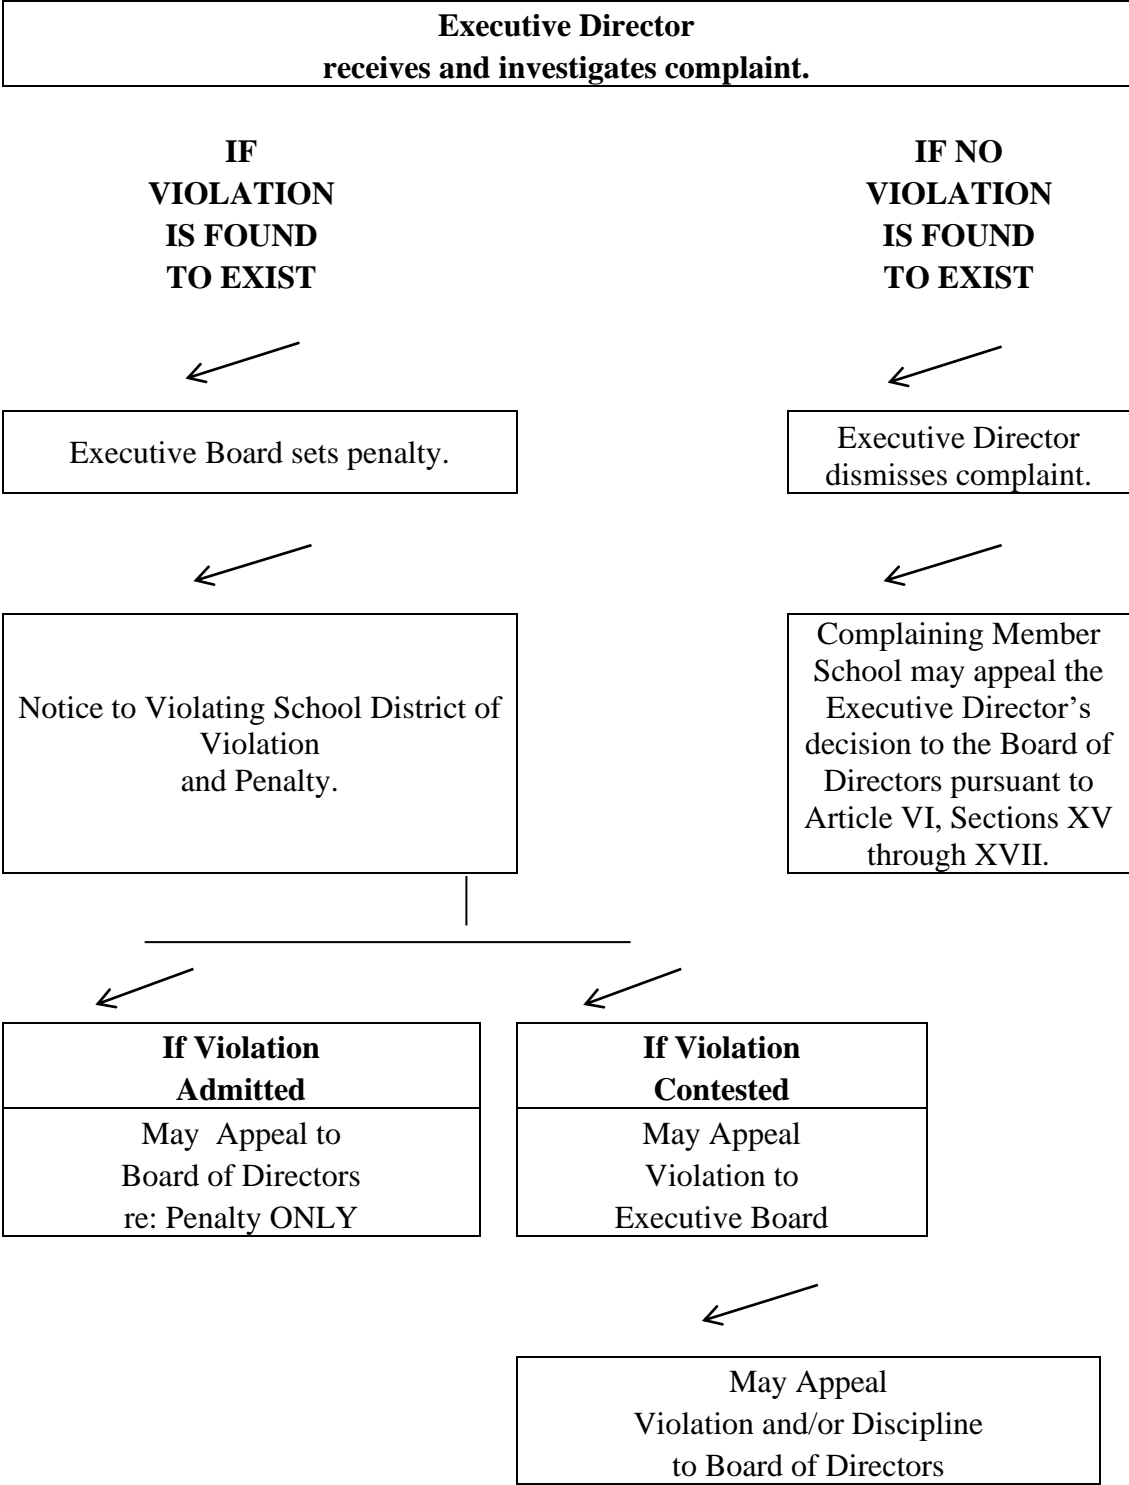 Executive Director
receives and investigates complaint.
IF
VIOLATION
IS FOUND
TO EXIST
IF NO
VIOLATION
IS FOUND
TO EXIST
Executive Board sets penalty.
Executive Director
dismisses complaint.
Notice to Violating School District of
Violation
and Penalty.
Complaining Member
School may appeal the
Executive Director’s
decision to the Board of
Directors pursuant to
Article VI, Sections XV
through XVII.
If Violation
Admitted
May Appeal to
Board of Directors
re: Penalty ONLY
If Violation
Contested
May Appeal
Violation to
Executive Board
May Appeal
Violation and/or Discipline
to Board of Directors